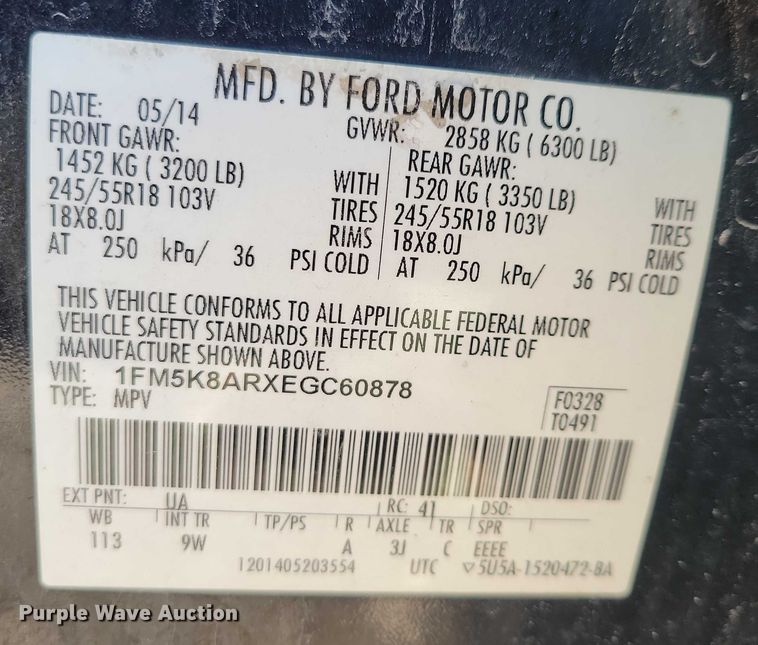 MFD. BY FORD MOTOR CO.
DATE: 05/14
GVWR: 2858 KG ( 6300 LB)
FRONT GAWR:
1452 KG ( 3200 LB) WITH
245/55R18 103V TIRES
18X8.0J RIMS
AT 250 kPa/ 36 PSI COLD
REAR GAWR:
1520 KG ( 3350 LB) WITH
245/55R18 103V TIRES
18X8.0J RIMS
AT 250 kPa/ 36 PSI COLD
THIS VEHICLE CONFORMS TO ALL APPLICABLE FEDERAL MOTOR
VEHICLE SAFETY STANDARDS IN EFFECT ON THE DATE OF
MANUFACTURE SHOWN ABOVE.
VIN: 1FM5K8ARXEGC60878
TYPE: MPV
F0328
T0491
EXT PNT: UA RC: 41 DSO:
WB INT TR TP/PS R AXLE TR SPR
113 9W A 3J C EEEE
1201405203554 UTC ▽5U5A-1520472-BA
Purple Wave Auction